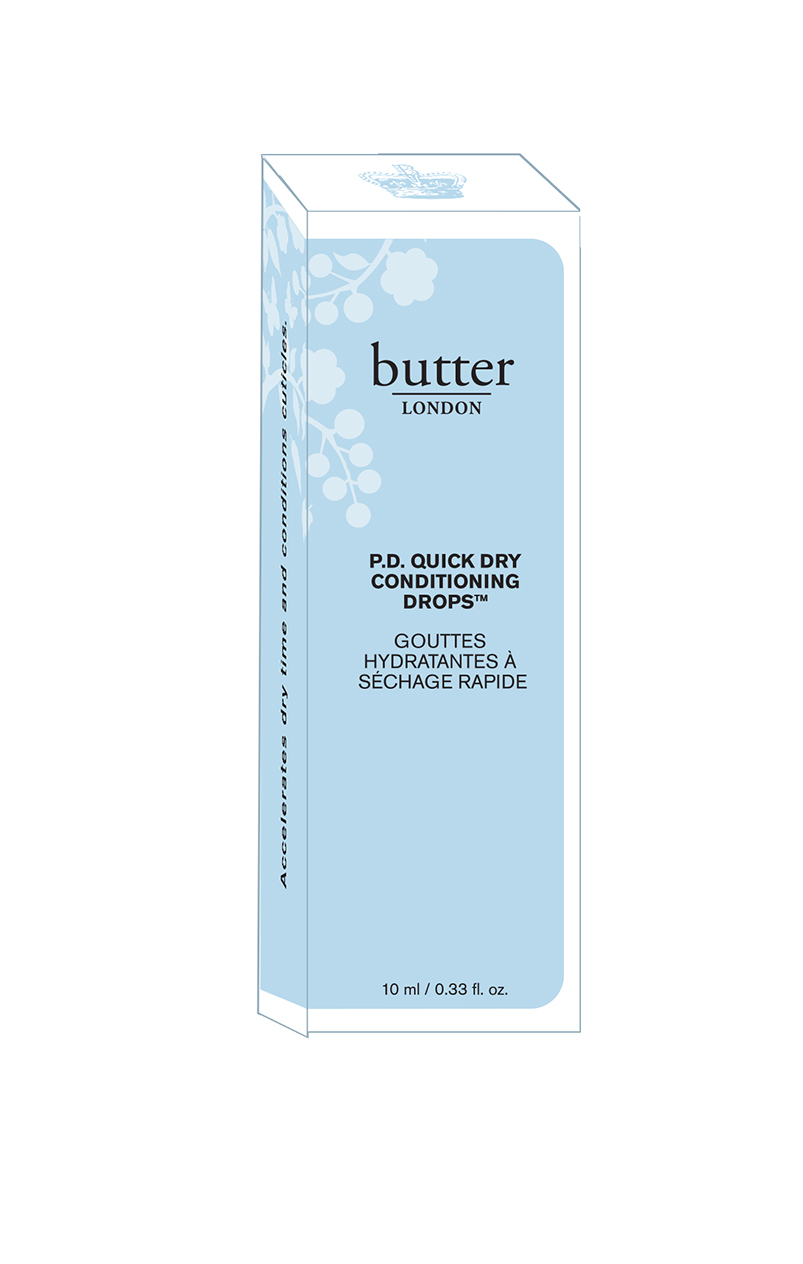 butter
LONDON
P.D. QUICK DRY
CONDITIONING
DROPS™
GOUTTES
HYDRATANTES À
SÉCHAGE RAPIDE
10 ml / 0.33 fl. oz.
Accelerates dry time and conditions cuticles.